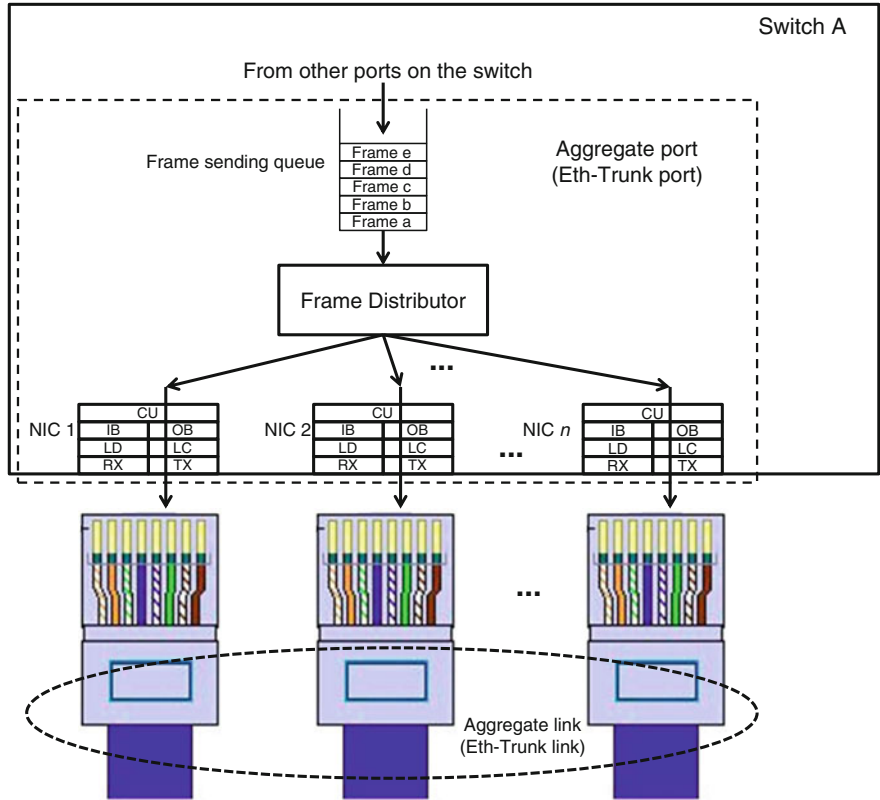 Switch A
From other ports on the switch
Frame sending queue
Frame e
Frame d
Frame c
Frame b
Frame a
Aggregate port
(Eth-Trunk port)
Frame Distributor
...
NIC 1
CU
IB OB
LD LC
RX TX
NIC 2
CU
IB OB
LD LC
RX TX
...
NIC n
CU
IB OB
LD LC
RX TX
...
Aggregate link
(Eth-Trunk link)